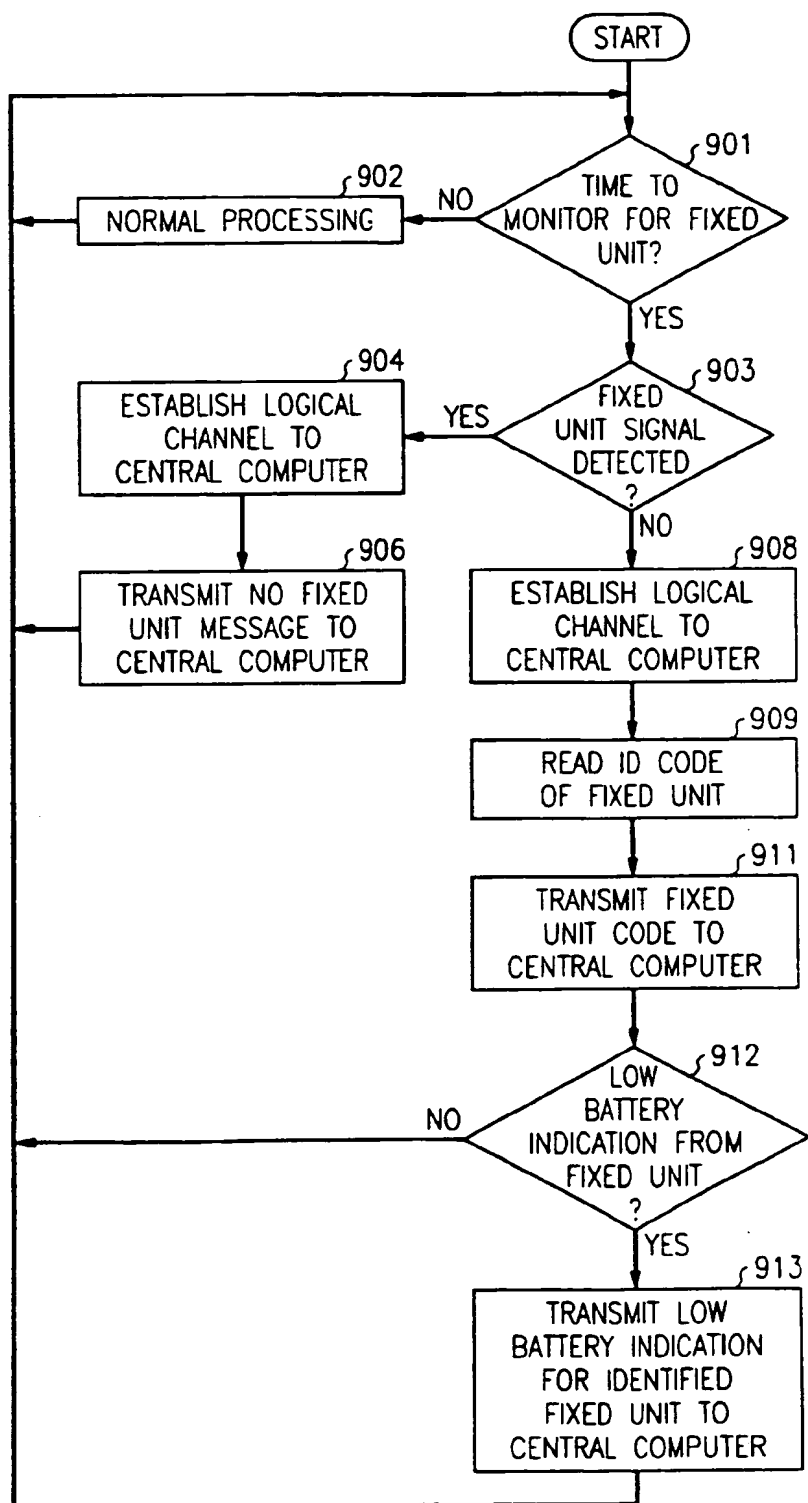 START
901
TIME TO
MONITOR FOR FIXED
UNIT?
NO
902
NORMAL PROCESSING
YES
903
FIXED
UNIT SIGNAL
DETECTED
?
YES
904
ESTABLISH LOGICAL
CHANNEL TO
CENTRAL COMPUTER
906
TRANSMIT NO FIXED
UNIT MESSAGE TO
CENTRAL COMPUTER
NO
908
ESTABLISH LOGICAL
CHANNEL TO
CENTRAL COMPUTER
909
READ ID CODE
OF FIXED UNIT
911
TRANSMIT FIXED
UNIT CODE TO
CENTRAL COMPUTER
912
LOW
BATTERY
INDICATION FROM
FIXED UNIT
?
NO
YES
913
TRANSMIT LOW
BATTERY INDICATION
FOR IDENTIFIED
FIXED UNIT TO
CENTRAL COMPUTER